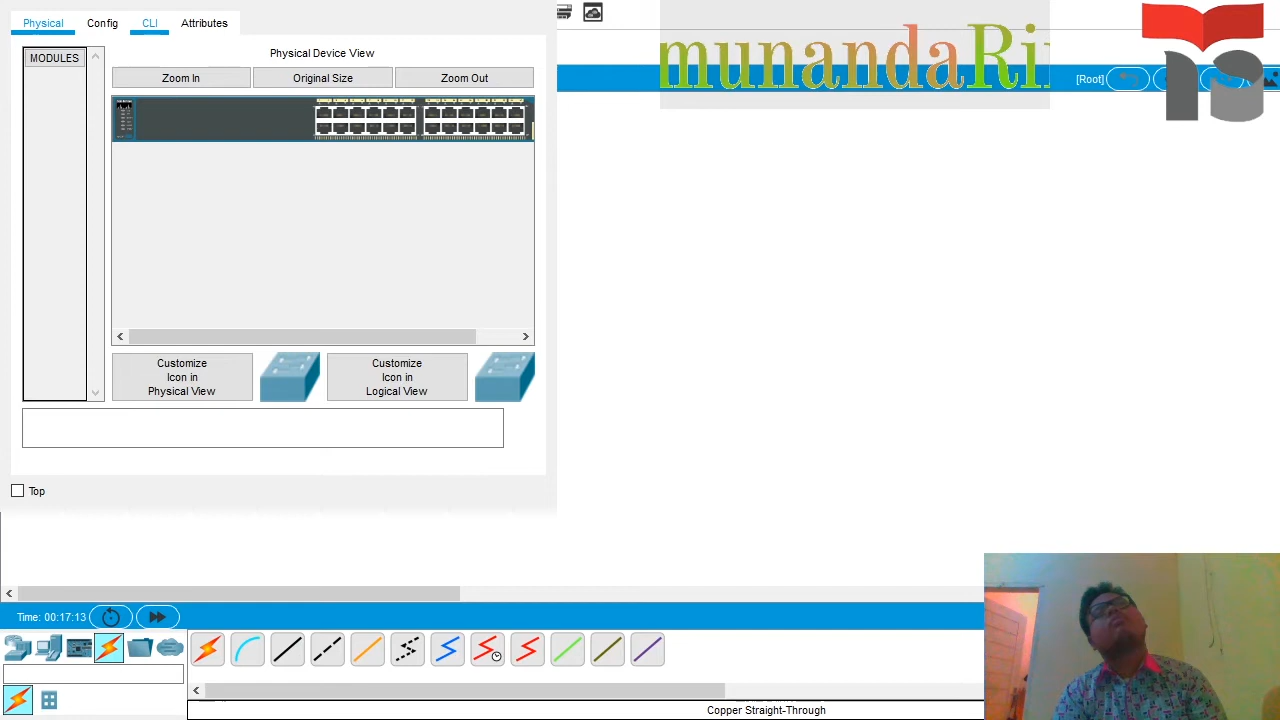 Physical
Config
CLI
Attributes
MODULES
Physical Device View
Zoom In
Original Size
Zoom Out
munandaRi
[Root]
Customize
Icon in
Physical View
Customize
Icon in
Logical View
Top
Time: 00:17:13
Copper Straight-Through